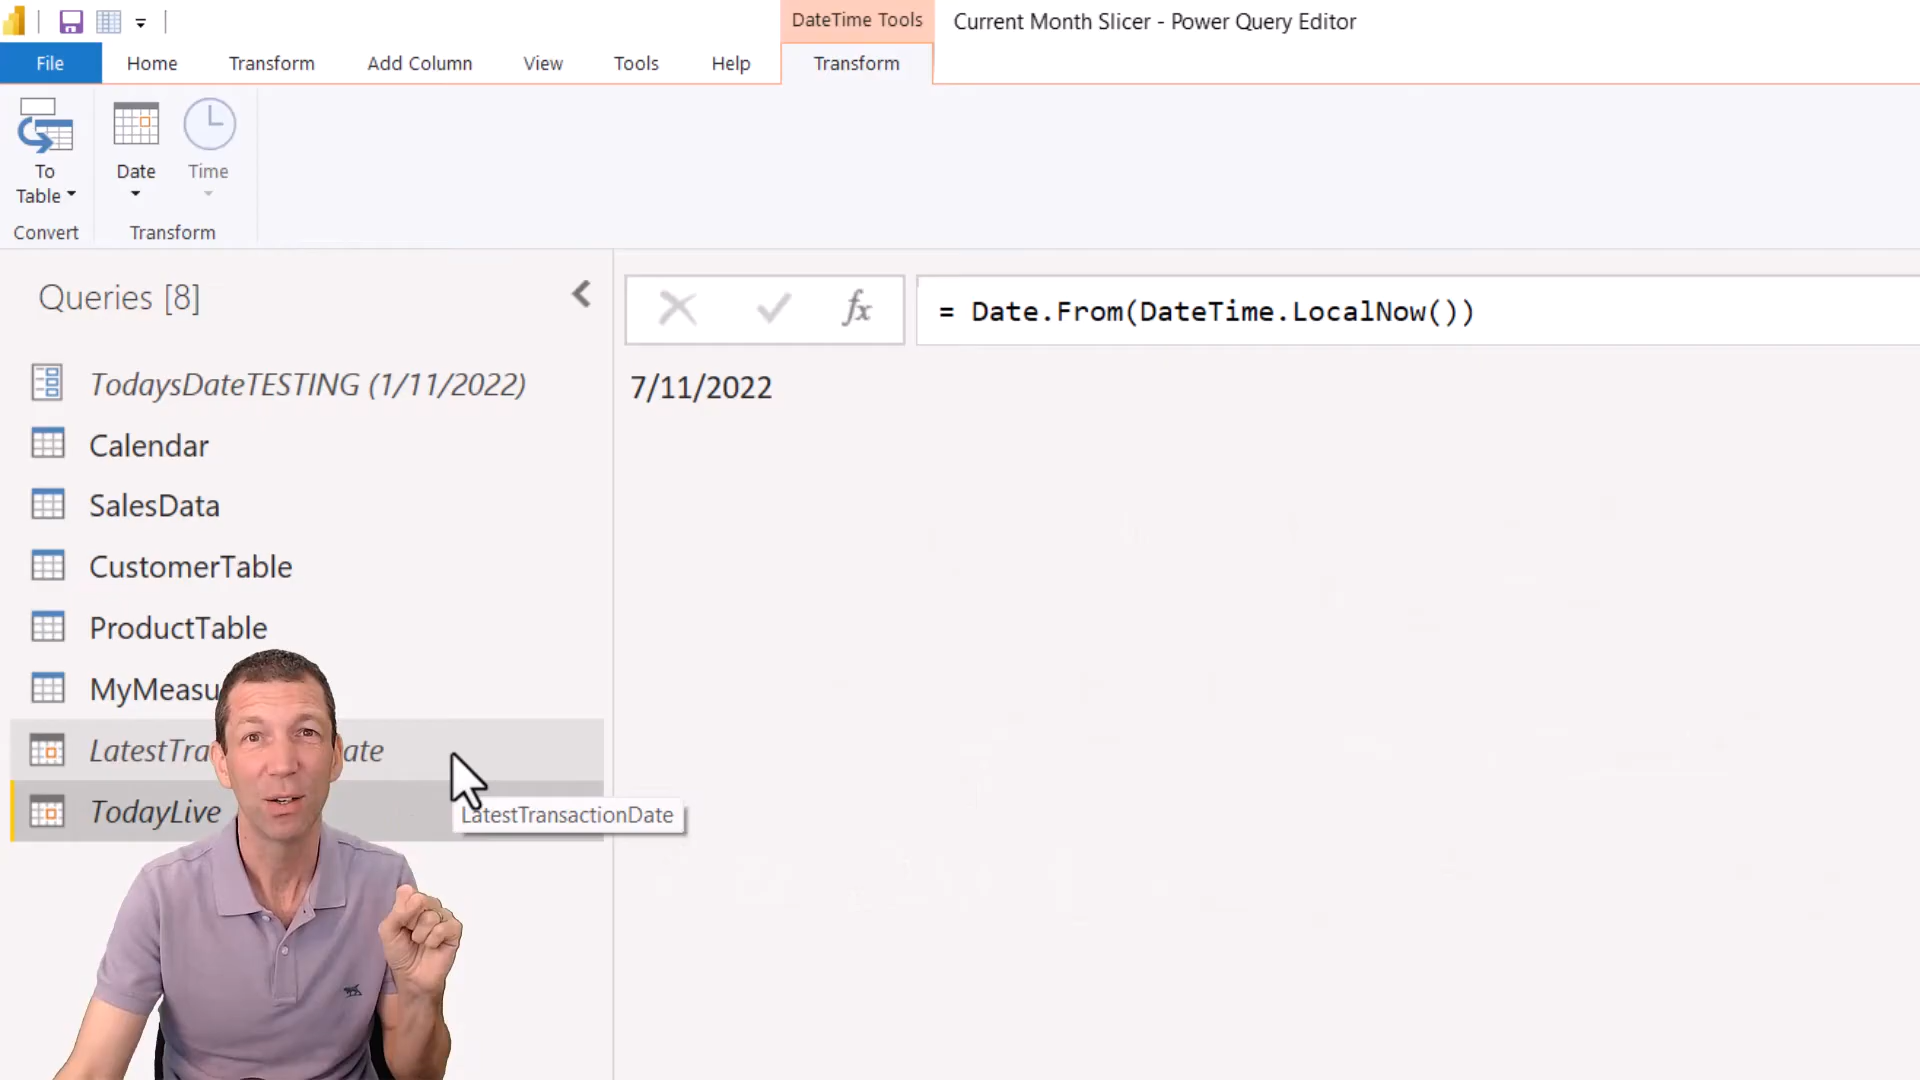 DateTime Tools
Current Month Slicer - Power Query Editor
File
Home
Transform
Add Column
View
Tools
Help
Transform
To
Table
Date
Time
Convert
Transform
Queries [8]
fx
= Date.From(DateTime.LocalNow())
TodaysDateTESTING (1/11/2022)
7/11/2022
Calendar
SalesData
CustomerTable
ProductTable
MyMeasu
LatestTra ate
TodayLive
LatestTransactionDate